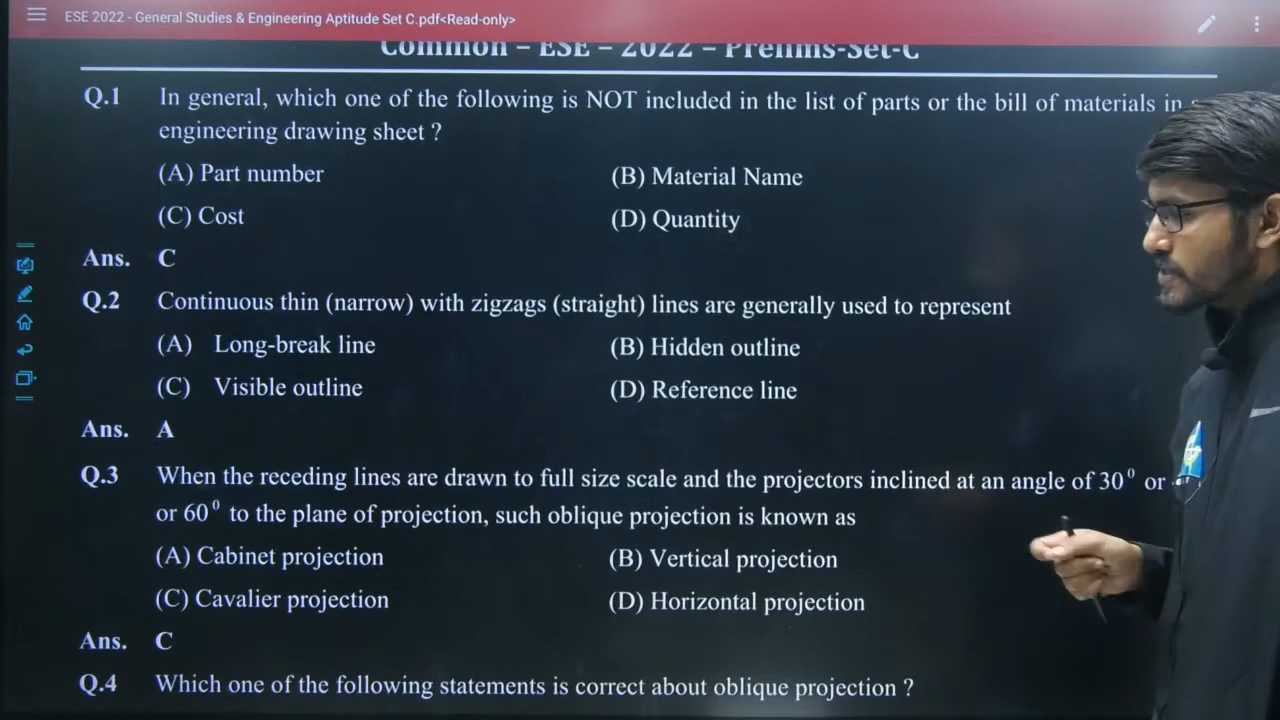 ESE 2022 - General Studies & Engineering Aptitude Set C.pdf<Read-only>
Common – ESE – 2022 – Prelims-Set-C
Q.1 In general, which one of the following is NOT included in the list of parts or the bill of materials in
engineering drawing sheet ?
(A) Part number (B) Material Name
(C) Cost (D) Quantity
Ans. C
Q.2 Continuous thin (narrow) with zigzags (straight) lines are generally used to represent
(A) Long-break line (B) Hidden outline
(C) Visible outline (D) Reference line
Ans. A
Q.3 When the receding lines are drawn to full size scale and the projectors inclined at an angle of 30⁰ or
or 60⁰ to the plane of projection, such oblique projection is known as
(A) Cabinet projection (B) Vertical projection
(C) Cavalier projection (D) Horizontal projection
Ans. C
Q.4 Which one of the following statements is correct about oblique projection ?